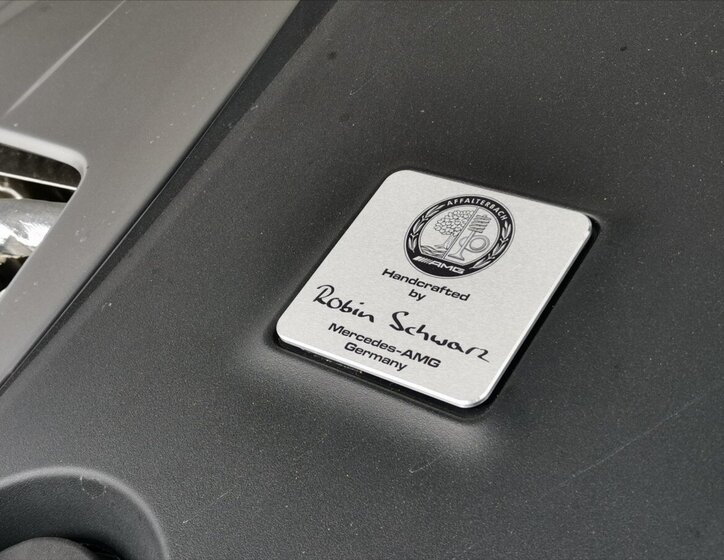 AFFALTERBACH
AMG
Handcrafted
by
Robin Schwarz
Mercedes-AMG
Germany